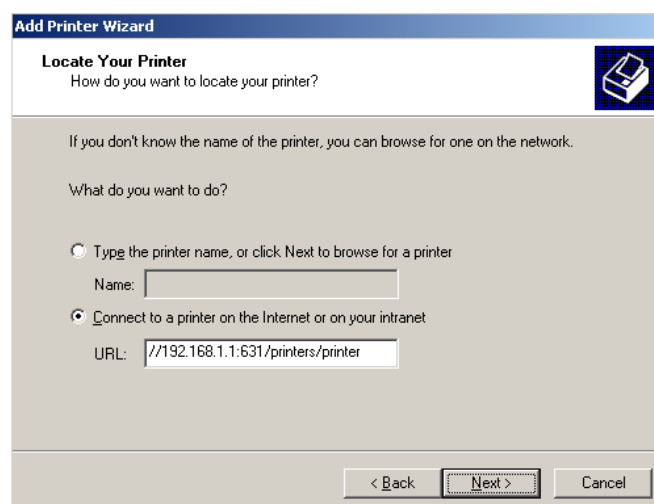 Add Printer Wizard
Locate Your Printer
How do you want to locate your printer?
If you don't know the name of the printer, you can browse for one on the network.
What do you want to do?
Type the printer name, or click Next to browse for a printer
Name:
Connect to a printer on the Internet or on your intranet
URL: //192.168.1.1:631/printers/printer
< Back Next > Cancel